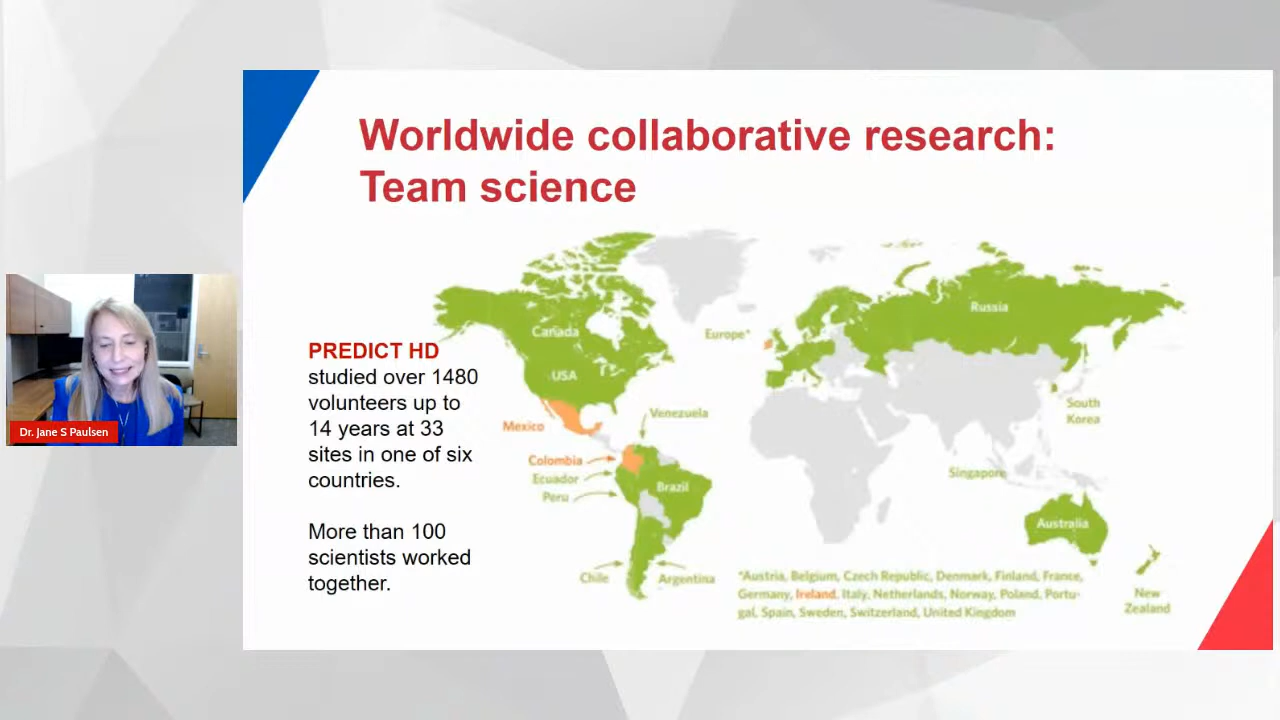 Worldwide collaborative research:
Team science
PREDICT HD
studied over 1480
volunteers up to
14 years at 33
sites in one of six
countries.
More than 100
scientists worked
together.
Canada
USA
Mexico
Venezuela
Colombia
Ecuador
Peru
Brazil
Chile
Argentina
Europe*
Russia
South
Korea
Singapore
Australia
New
Zealand
*Austria, Belgium, Czech Republic, Denmark, Finland, France,
Germany, Ireland, Italy, Netherlands, Norway, Poland, Portu-
gal, Spain, Sweden, Switzerland, United Kingdom
Dr. Jane S Paulsen